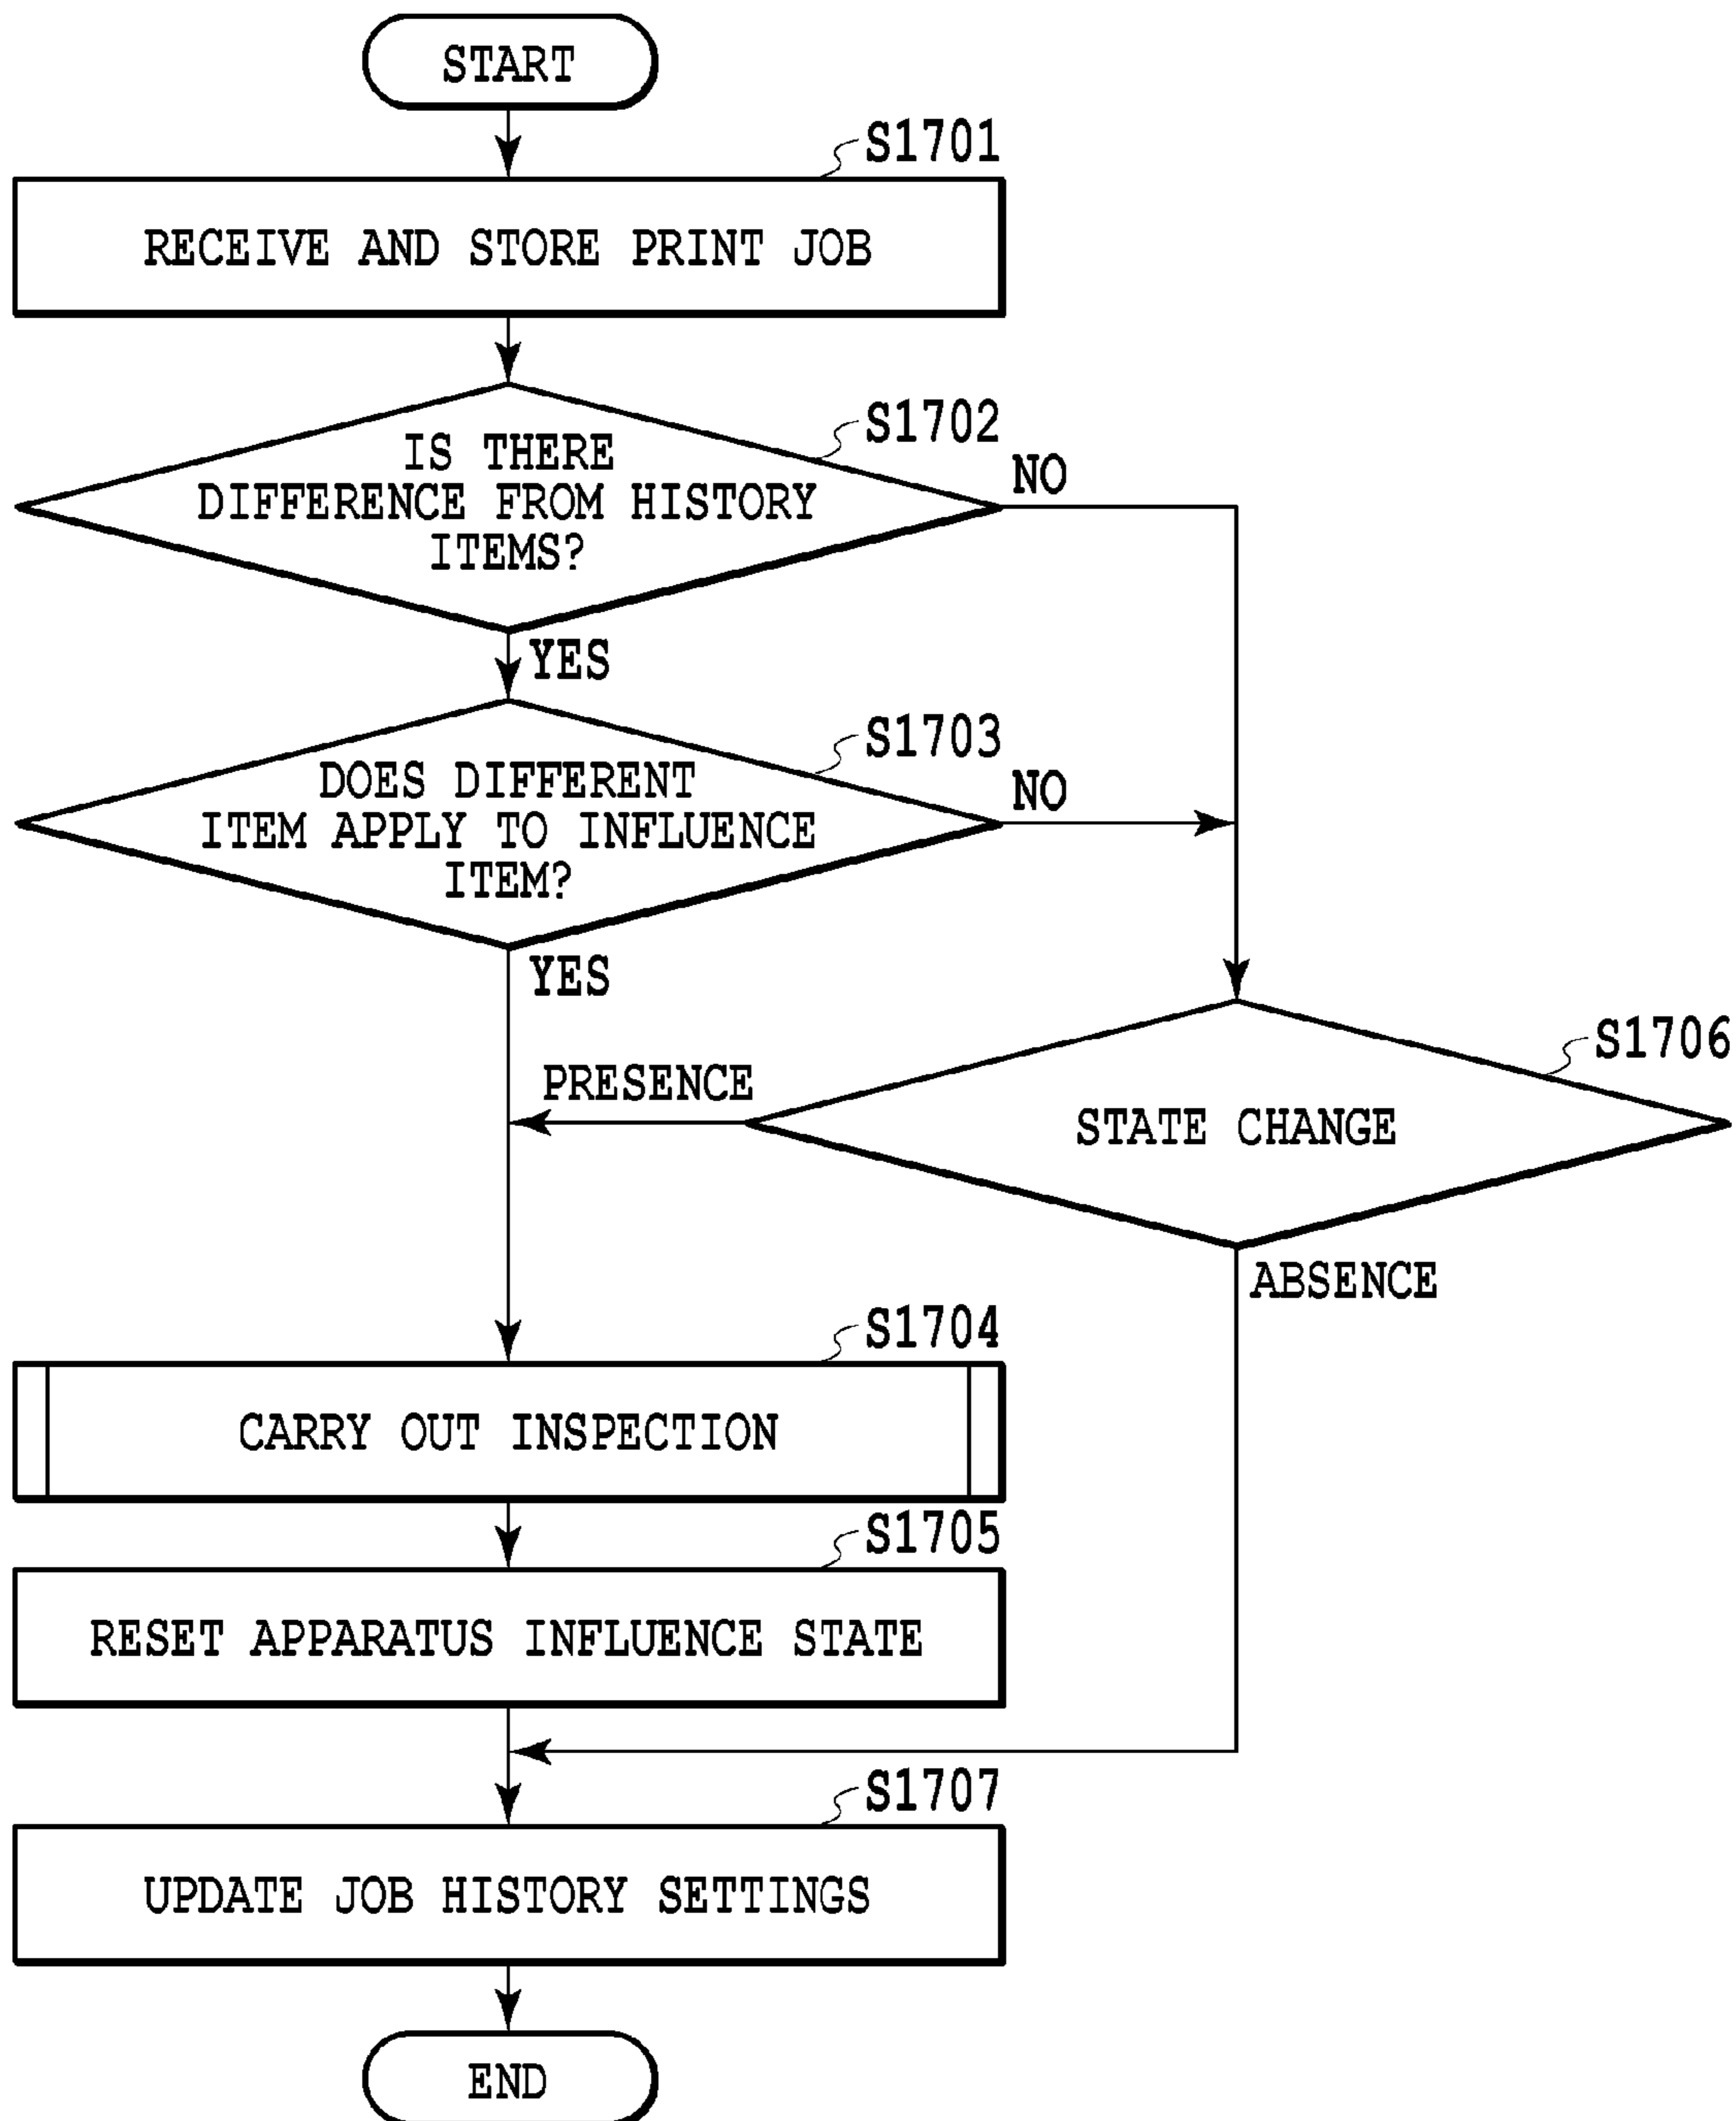 START
S1701
RECEIVE AND STORE PRINT JOB
S1702
IS THERE
DIFFERENCE FROM HISTORY
ITEMS?
NO
YES
S1703
DOES DIFFERENT
ITEM APPLY TO INFLUENCE
ITEM?
NO
YES
S1706
PRESENCE
STATE CHANGE
ABSENCE
S1704
CARRY OUT INSPECTION
S1705
RESET APPARATUS INFLUENCE STATE
S1707
UPDATE JOB HISTORY SETTINGS
END